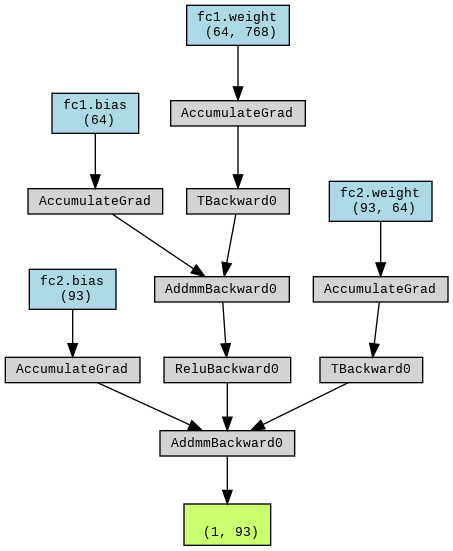 fc1.weight
(64, 768)
fc1.bias
(64)
AccumulateGrad
AccumulateGrad
TBackward0
fc2.weight
(93, 64)
fc2.bias
(93)
AddmmBackward0
AccumulateGrad
AccumulateGrad
ReluBackward0
TBackward0
AddmmBackward0
(1, 93)